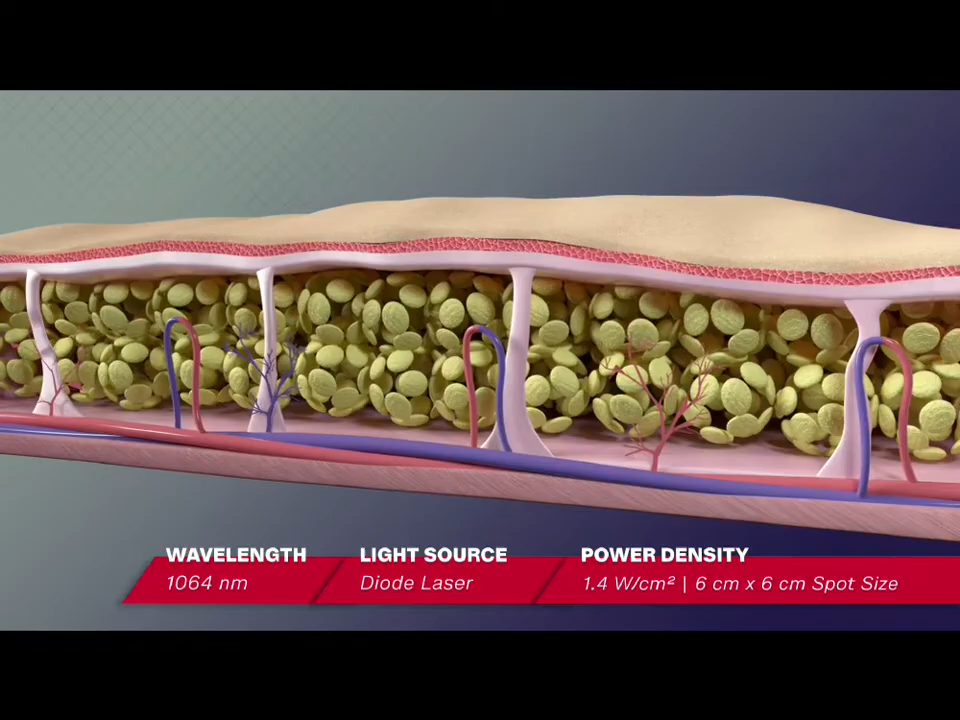 WAVELENGTH LIGHT SOURCE POWER DENSITY
1064 nm Diode Laser 1.4 W/cm² | 6 cm x 6 cm Spot Size